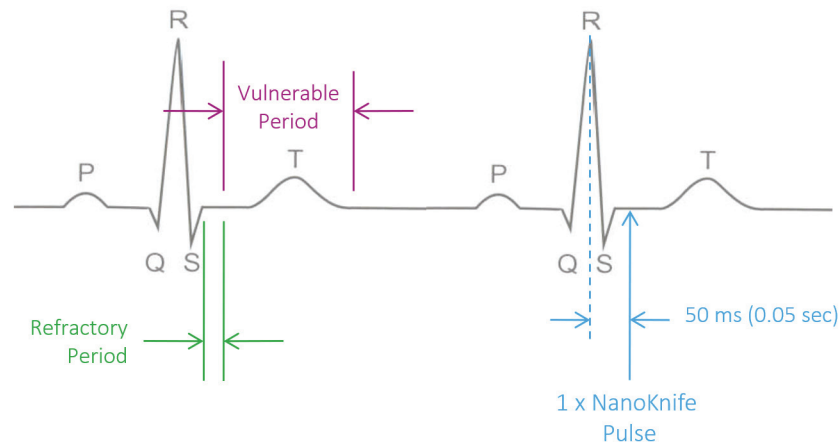 R
R
Vulnerable
Period
P
T
P
T
Q
S
Q
S
Refractory
Period
50 ms (0.05 sec)
1 x NanoKnife
Pulse